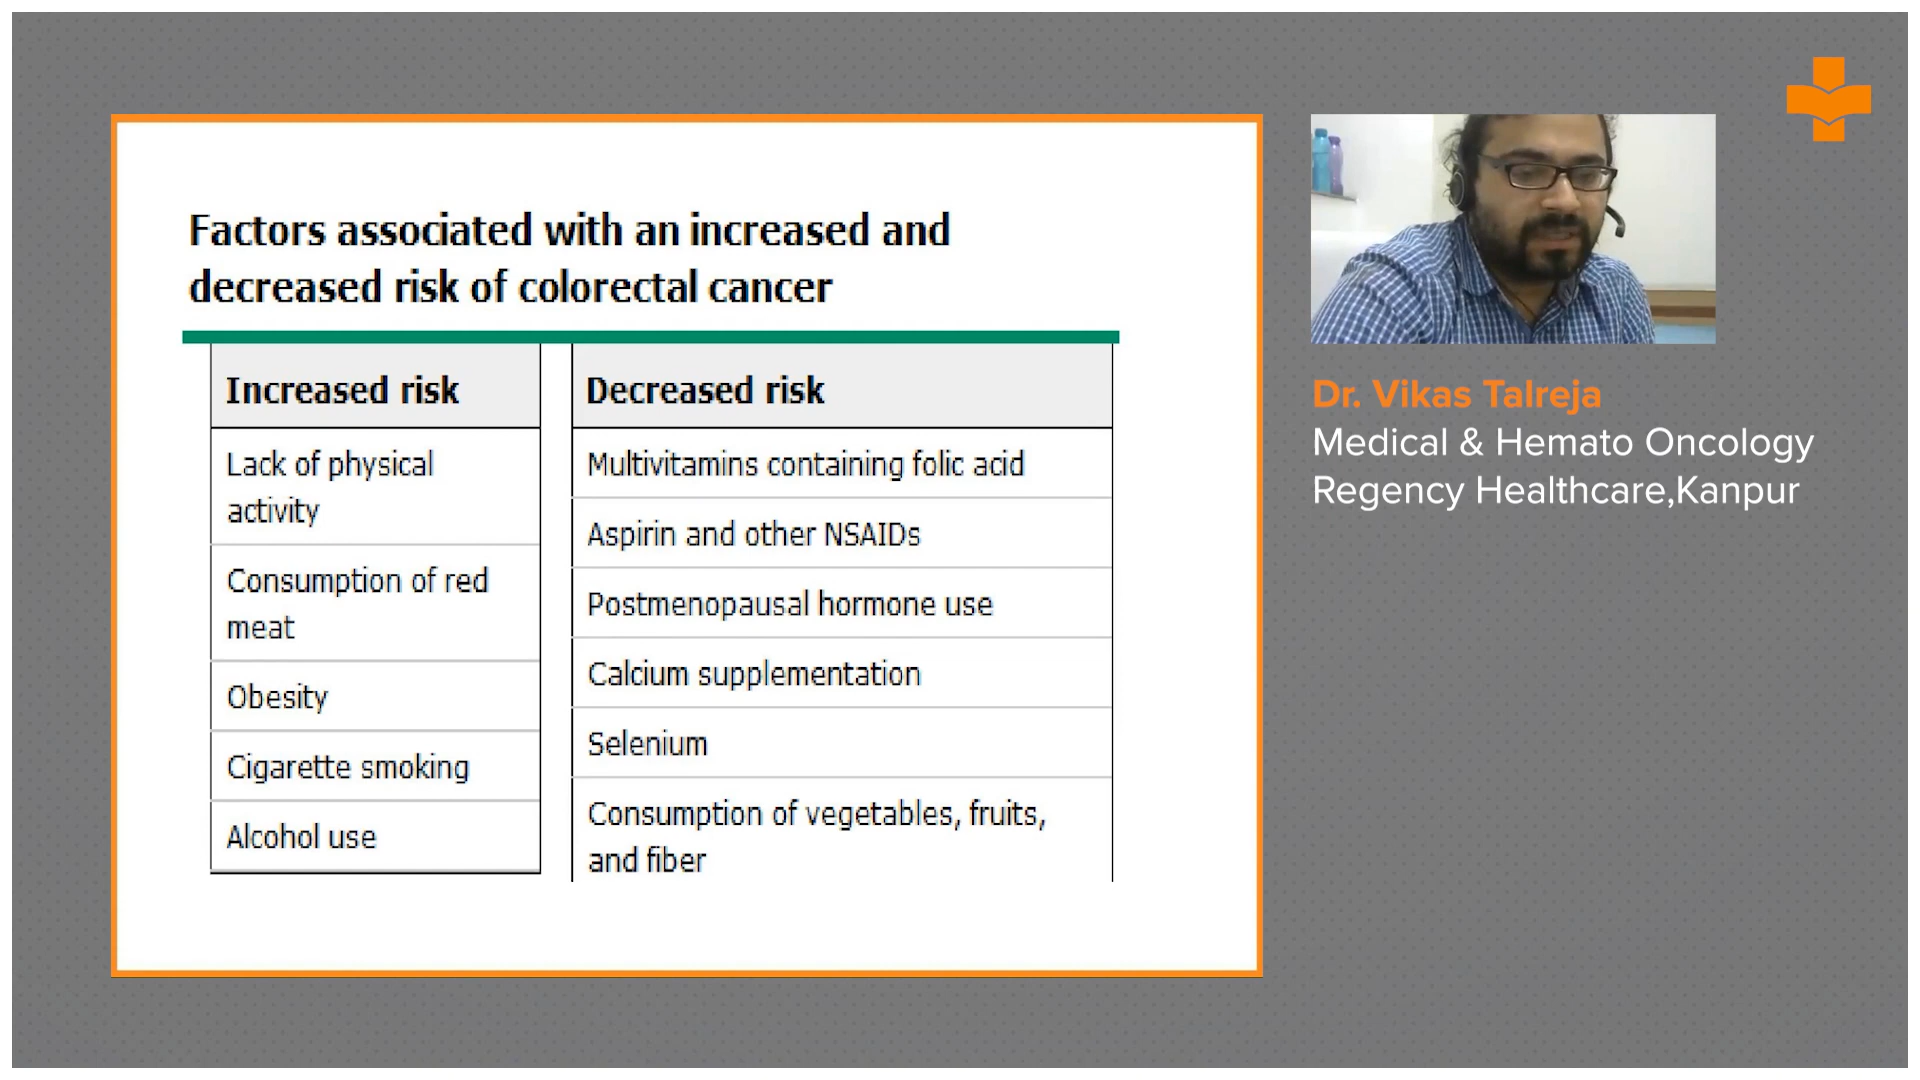 Factors associated with an increased and
decreased risk of colorectal cancer
Increased risk
Lack of physical
activity
Consumption of red
meat
Obesity
Cigarette smoking
Alcohol use
Decreased risk
Multivitamins containing folic acid
Aspirin and other NSAIDs
Postmenopausal hormone use
Calcium supplementation
Selenium
Consumption of vegetables, fruits,
and fiber
Dr. Vikas Talreja
Medical & Hemato Oncology
Regency Healthcare,Kanpur